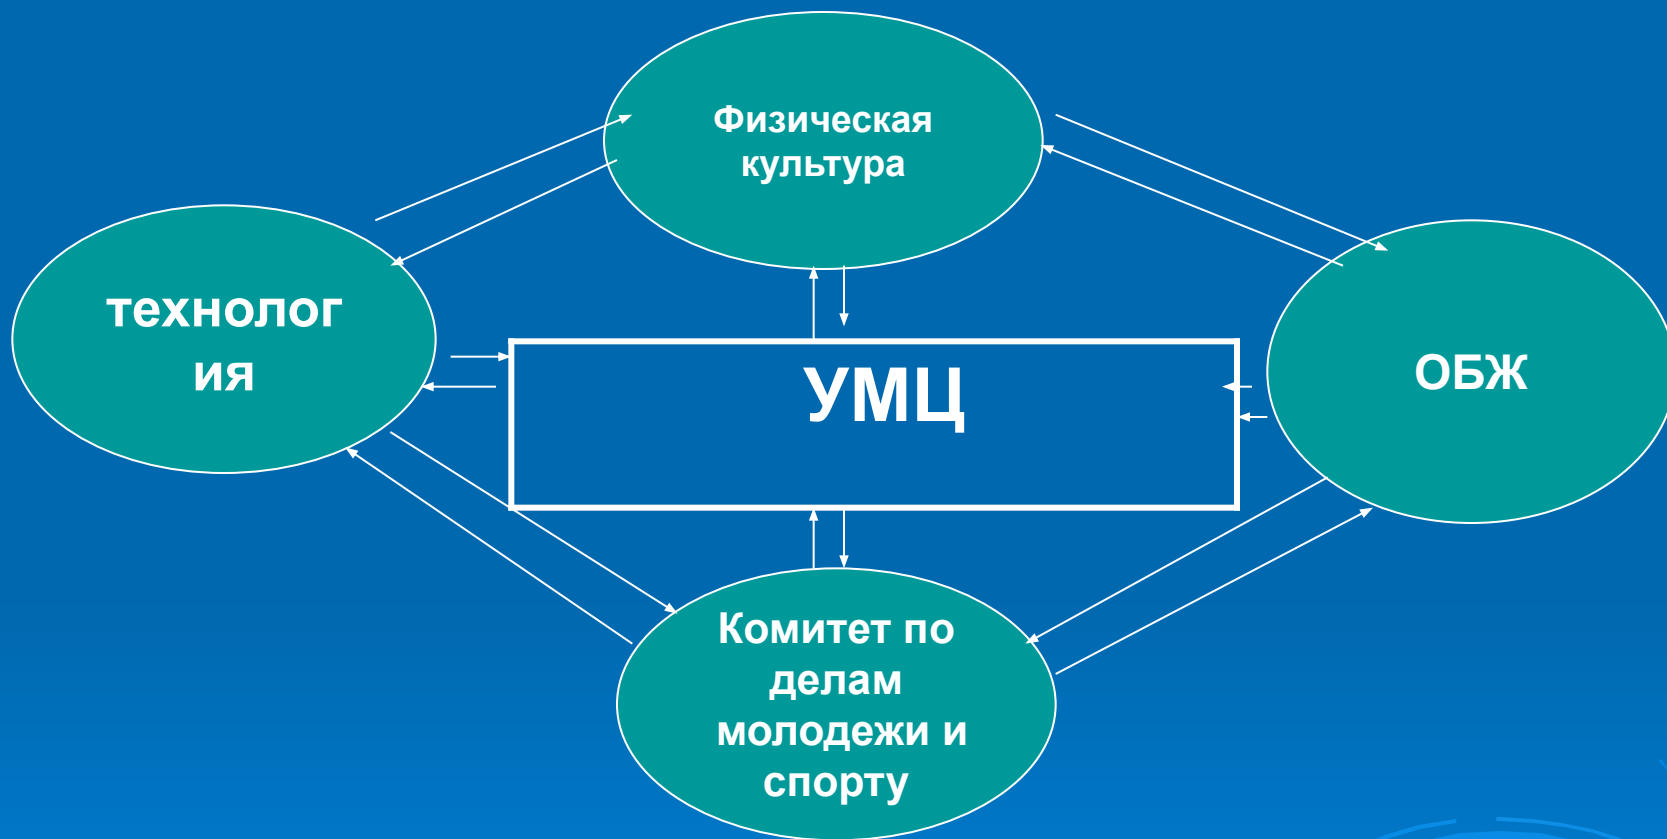 Физическая
культура
технолог
ия
УМЦ
ОБЖ
Комитет по
делам
молодежи и
спорту